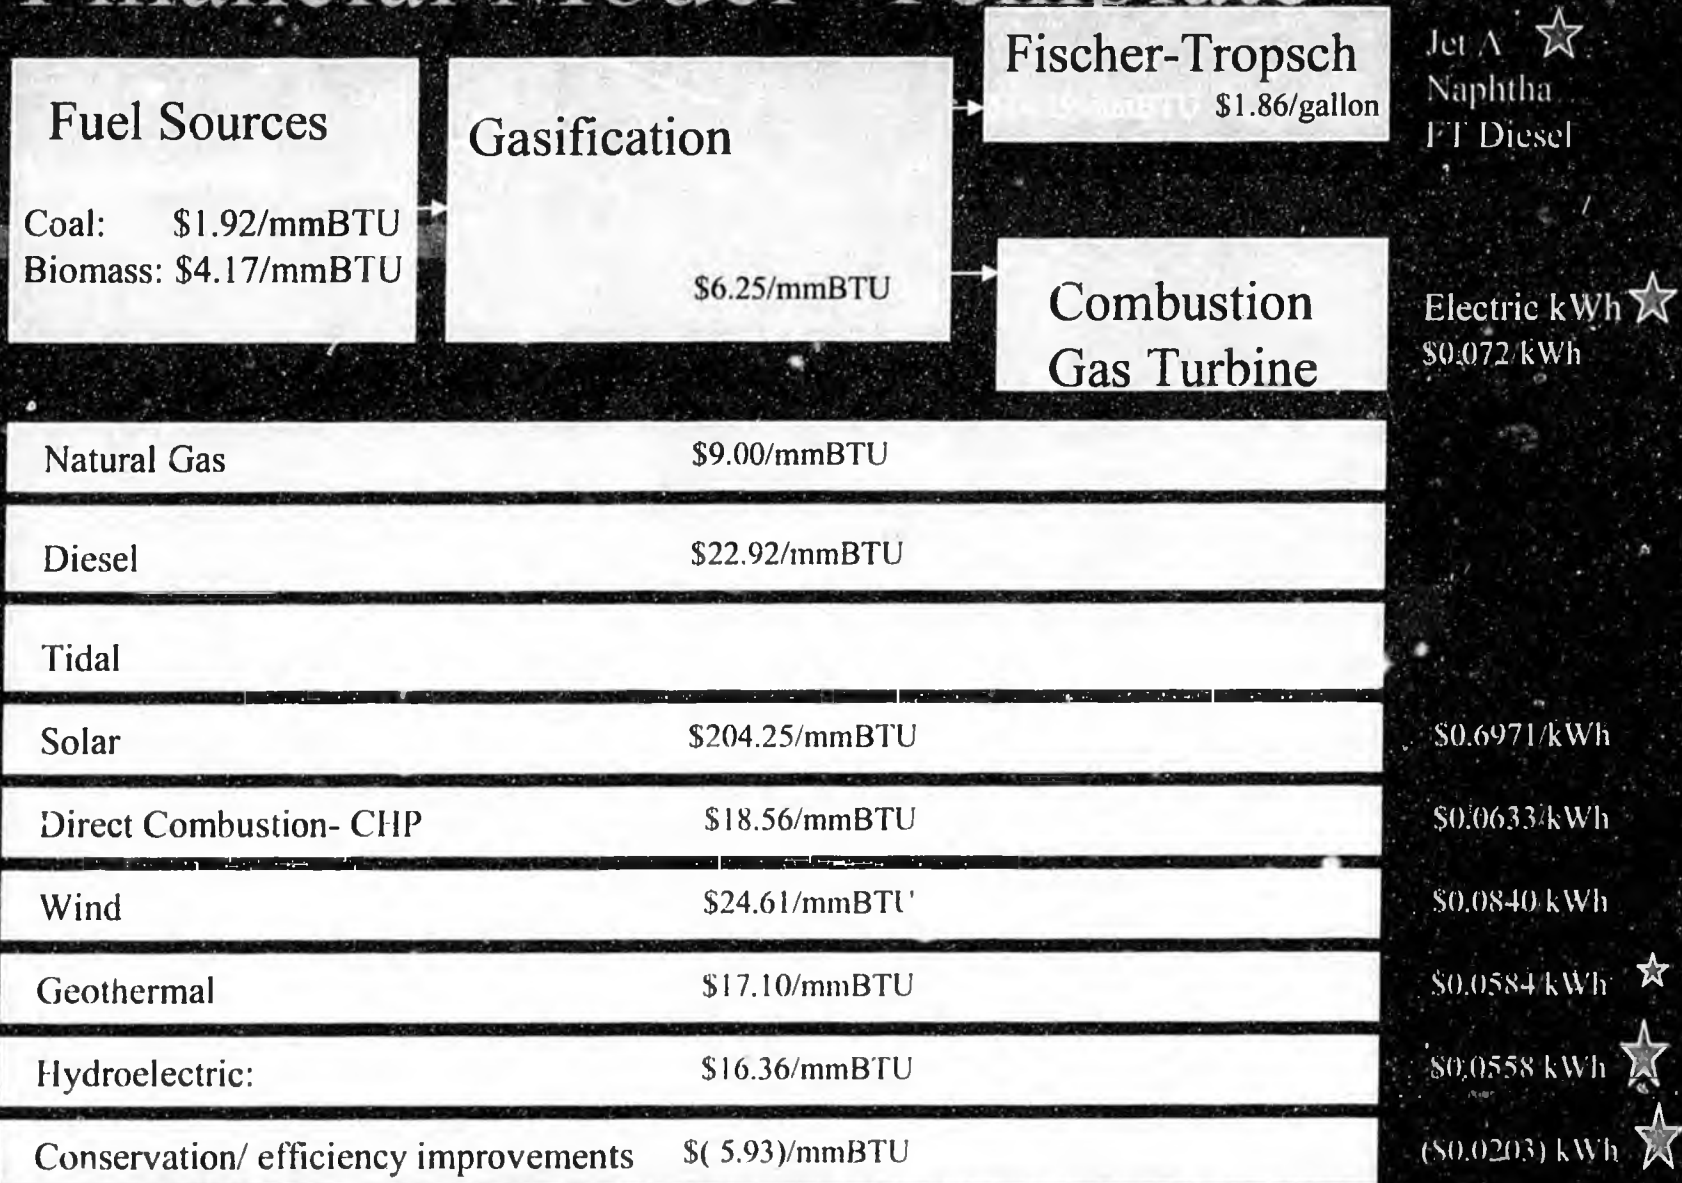 Financial Model
Fuel Sources
Coal: $1.92/mmBTU
Biomass: $4.17/mmBTU
Gasification
$6.25/mmBTU
Fischer-Tropsch
$1.86/gallon
Jet A
Naphtha
FT Diesel
Combustion
Gas Turbine
Electric kWh
$0.072/kWh
Natural Gas $9.00/mmBTU
Diesel $22.92/mmBTU
Tidal
Solar $204.25/mmBTU $0.6971/kWh
Direct Combustion- CHP $18.56/mmBTU $0.0633/kWh
Wind $24.61/mmBTU $0.0840 kWh
Geothermal $17.10/mmBTU $0.0584 kWh
Hydroelectric: $16.36/mmBTU $0.0558 kWh
Conservation/ efficiency improvements $( 5.93)/mmBTU ($0.0203) kWh